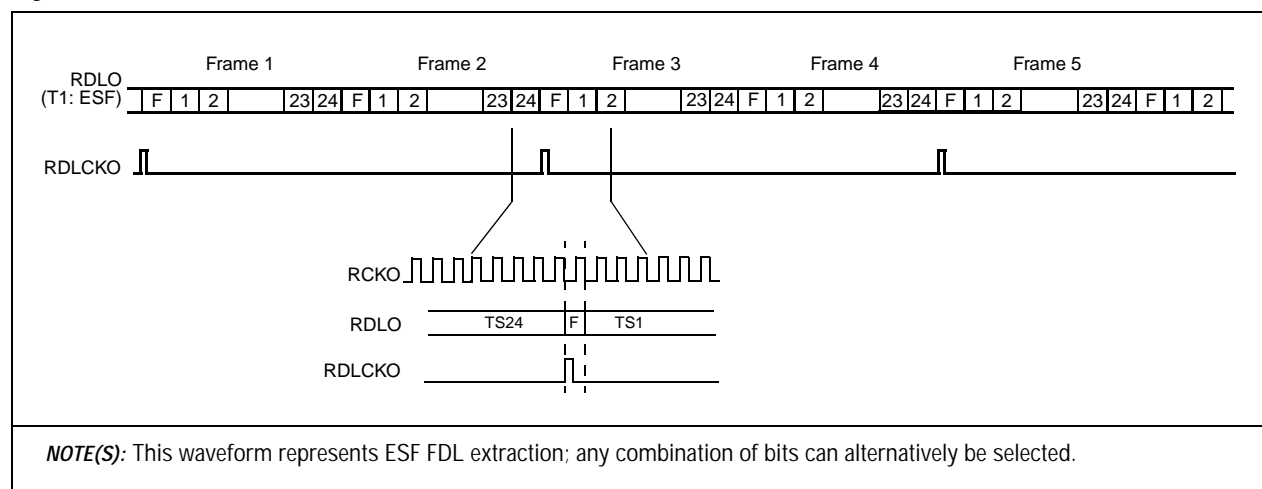 Frame 1 Frame 2 Frame 3 Frame 4 Frame 5
RDLO
(T1: ESF) F 1 2 23 24 F 1 2 23 24 F 1 2 23 24 F 1 2 23 24 F 1 2 23 24 F 1 2
RDLCKO
RCKO
RDLO TS24 F TS1
RDLCKO
NOTE(S): This waveform represents ESF FDL extraction; any combination of bits can alternatively be selected.